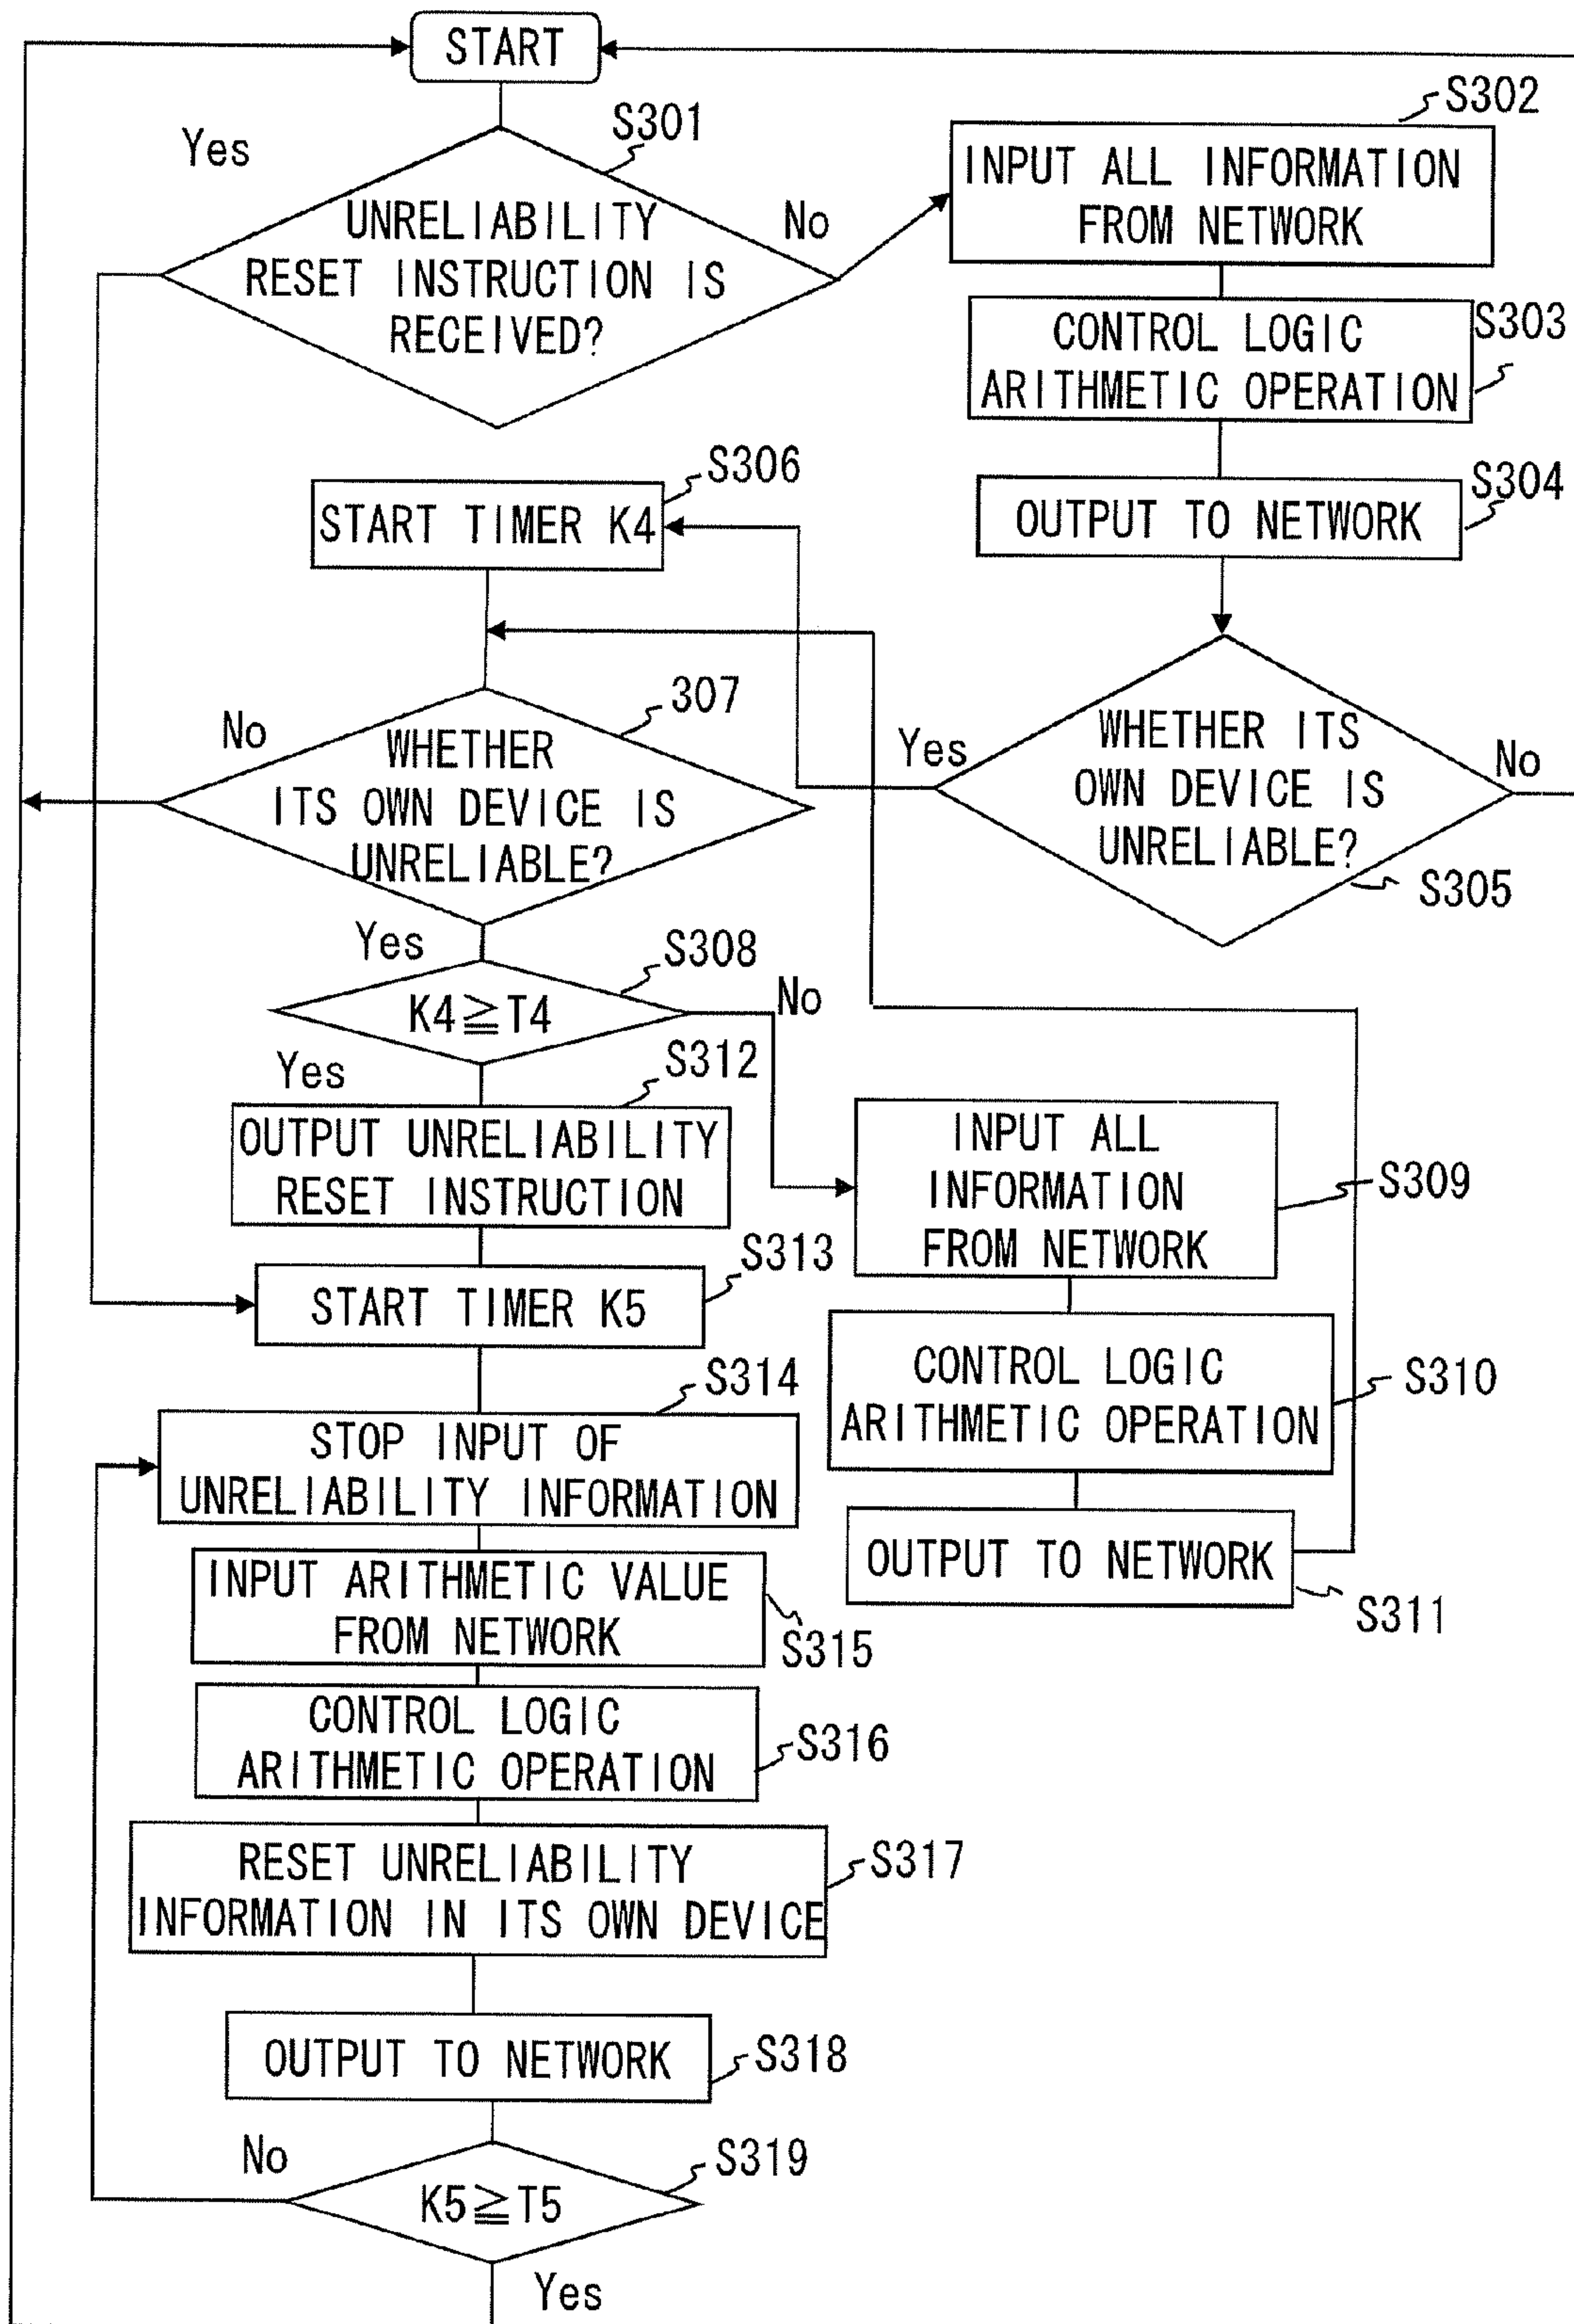 START
S301
Yes
UNRELIABILITY
RESET INSTRUCTION IS
RECEIVED?
No
S302
INPUT ALL INFORMATION
FROM NETWORK
S303
CONTROL LOGIC
ARITHMETIC OPERATION
S304
OUTPUT TO NETWORK
S306
START TIMER K4
Yes
WHETHER ITS
OWN DEVICE IS
UNRELIABLE?
No
S305
307
No
WHETHER
ITS OWN DEVICE IS
UNRELIABLE?
Yes
S308
K4≧T4
No
Yes
S312
OUTPUT UNRELIABILITY
RESET INSTRUCTION
INPUT ALL
INFORMATION
FROM NETWORK
S309
S313
START TIMER K5
CONTROL LOGIC
ARITHMETIC OPERATION
S310
S314
STOP INPUT OF
UNRELIABILITY INFORMATION
OUTPUT TO NETWORK
S311
INPUT ARITHMETIC VALUE
FROM NETWORK
S315
CONTROL LOGIC
ARITHMETIC OPERATION
S316
RESET UNRELIABILITY
INFORMATION IN ITS OWN DEVICE
S317
OUTPUT TO NETWORK
S318
No
S319
K5≧T5
Yes